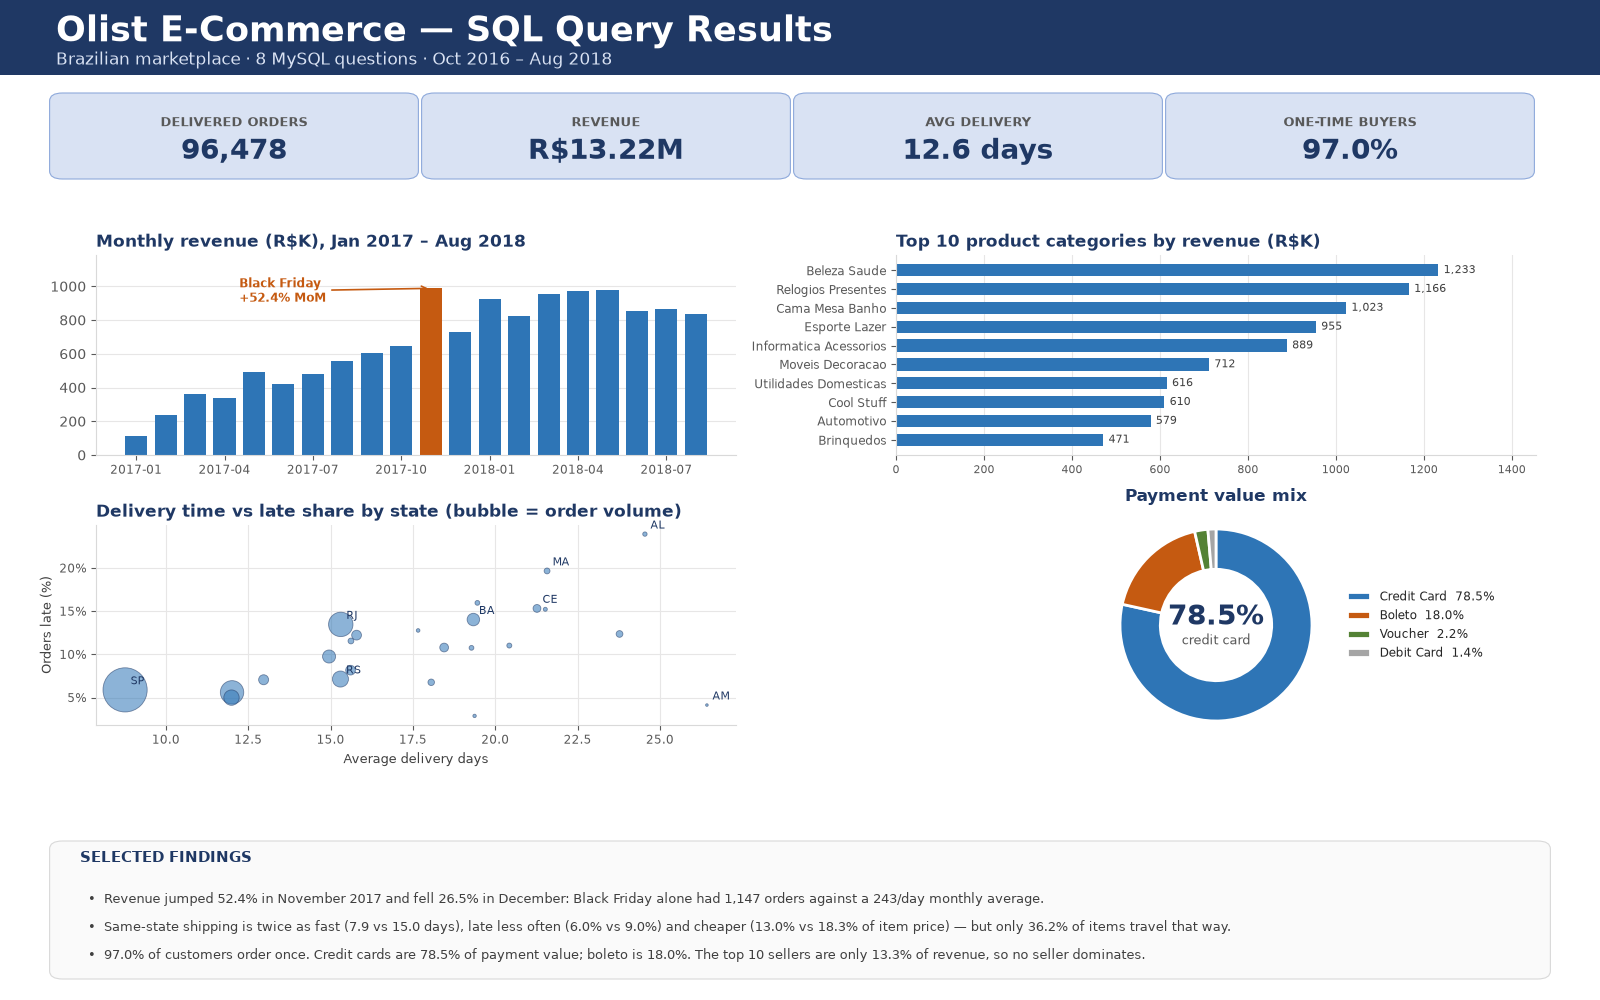 Olist E-Commerce — SQL Query Results
Brazilian marketplace · 8 MySQL questions · Oct 2016 – Aug 2018
DELIVERED ORDERS
96,478
REVENUE
R$13.22M
AVG DELIVERY
12.6 days
ONE-TIME BUYERS
97.0%
Monthly revenue (R$K), Jan 2017 – Aug 2018
Black Friday
+52.4% MoM
1000
800
600
400
200
0
2017-01 2017-04 2017-07 2017-10 2018-01 2018-04 2018-07
Top 10 product categories by revenue (R$K)
Beleza Saude 1,233
Relogios Presentes 1,166
Cama Mesa Banho 1,023
Esporte Lazer 955
Informatica Acessorios 889
Moveis Decoracao 712
Utilidades Domesticas 616
Cool Stuff 610
Automotivo 579
Brinquedos 471
0 200 400 600 800 1000 1200 1400
Delivery time vs late share by state (bubble = order volume)
Orders late (%)
20%
15%
10%
5%
AL
MA
CE
BA
RJ
RS
SP
AM
10.0 12.5 15.0 17.5 20.0 22.5 25.0
Average delivery days
Payment value mix
78.5%
credit card
Credit Card 78.5%
Boleto 18.0%
Voucher 2.2%
Debit Card 1.4%
SELECTED FINDINGS
• Revenue jumped 52.4% in November 2017 and fell 26.5% in December: Black Friday alone had 1,147 orders against a 243/day monthly average.
• Same-state shipping is twice as fast (7.9 vs 15.0 days), late less often (6.0% vs 9.0%) and cheaper (13.0% vs 18.3% of item price) — but only 36.2% of items travel that way.
• 97.0% of customers order once. Credit cards are 78.5% of payment value; boleto is 18.0%. The top 10 sellers are only 13.3% of revenue, so no seller dominates.